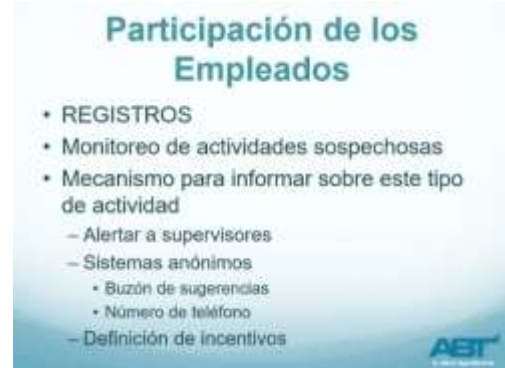 Participación de los
Empleados
• REGISTROS
• Monitoreo de actividades sospechosas
• Mecanismo para informar sobre este tipo
de actividad
– Alertar a supervisores
– Sistemas anónimos
• Buzón de sugerencias
• Número de teléfono
– Definición de incentivos
ABT